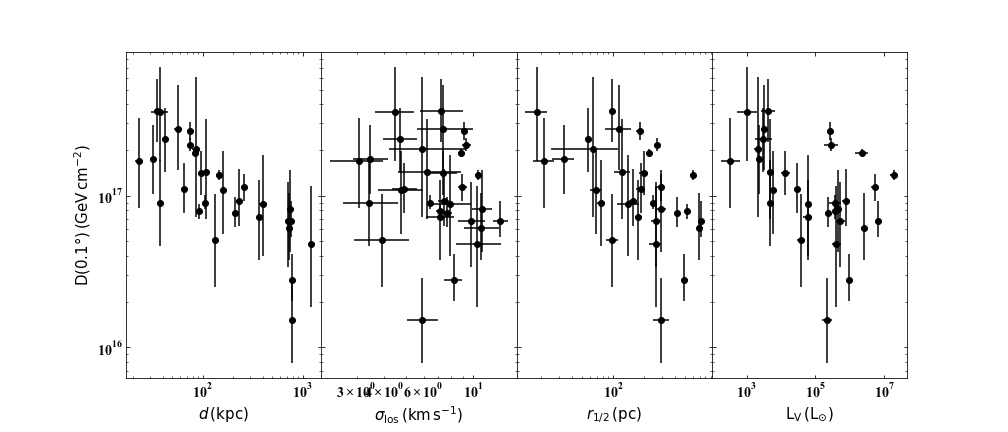 D(0.1°) (GeV cm⁻²)
10¹⁷
10¹⁶
10² 10³ 3 × 10⁰ 4 × 10⁰ 6 × 10⁰ 10¹ 10² 10³ 10⁵ 10⁷
d (kpc) σ_los (km s⁻¹) r_1/2 (pc) L_V (L_⊙)